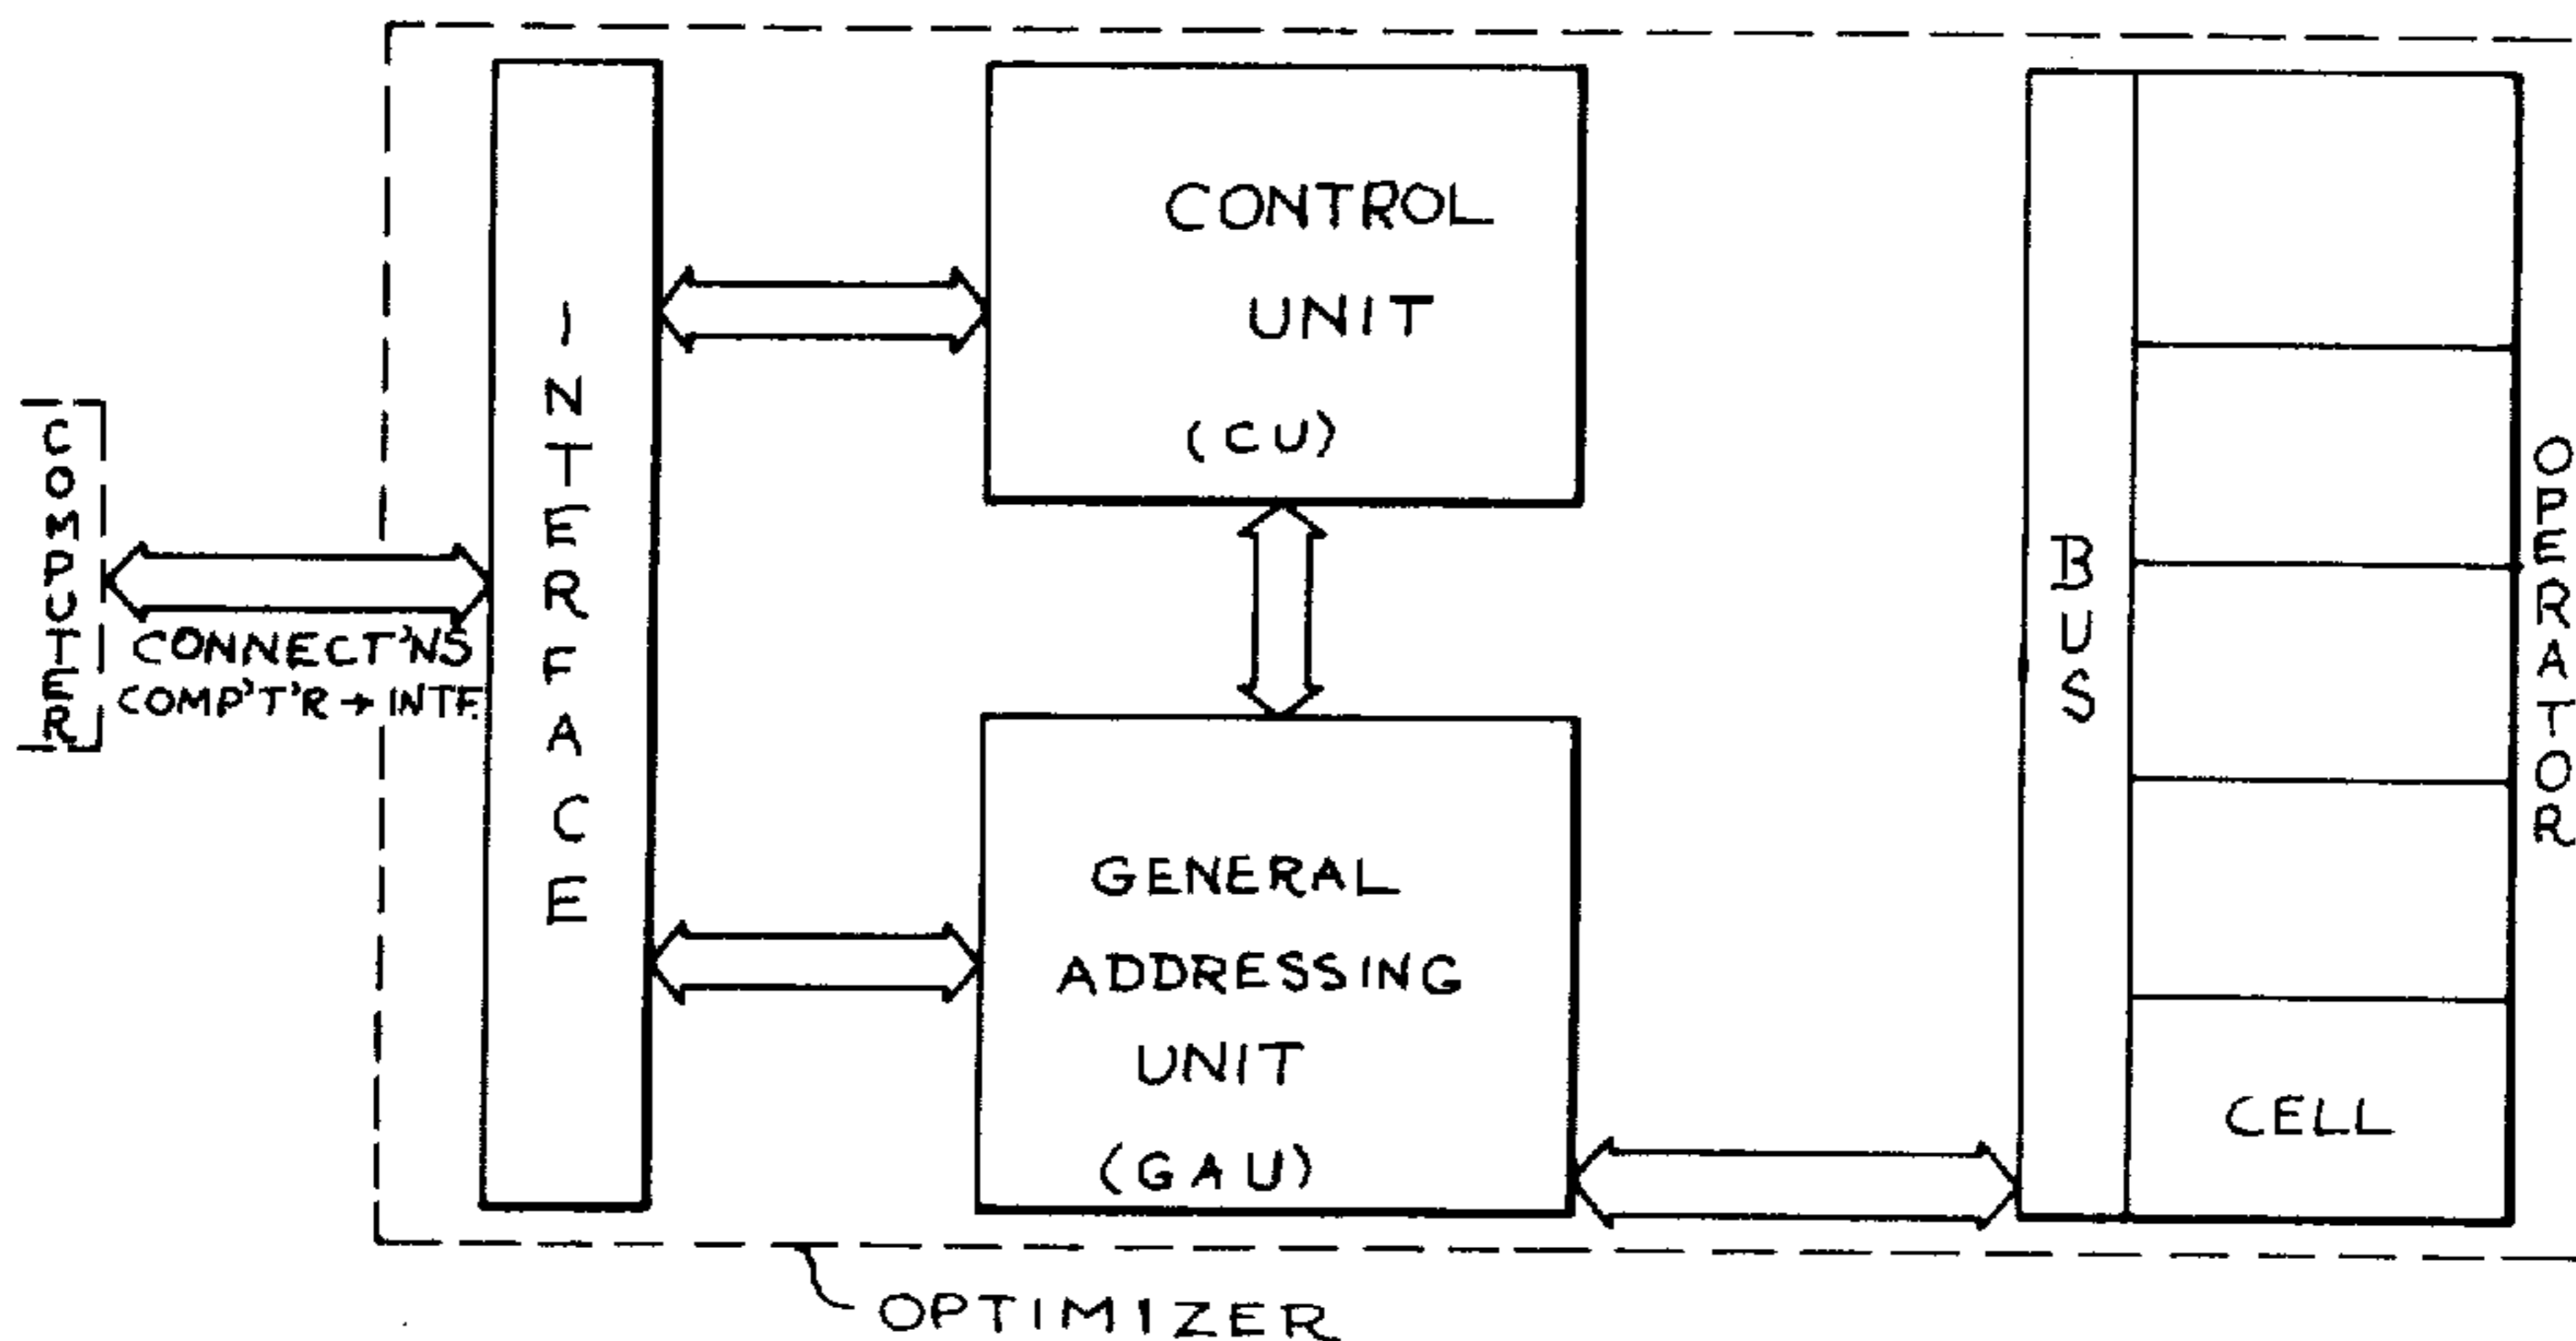 COMPUTER
CONNECT'NS
COMP'T'R → INTF.
INTERFACE
CONTROL
UNIT
(CU)
GENERAL
ADDRESSING
UNIT
(GAU)
BUS
CELL
OPERATOR
OPTIMIZER